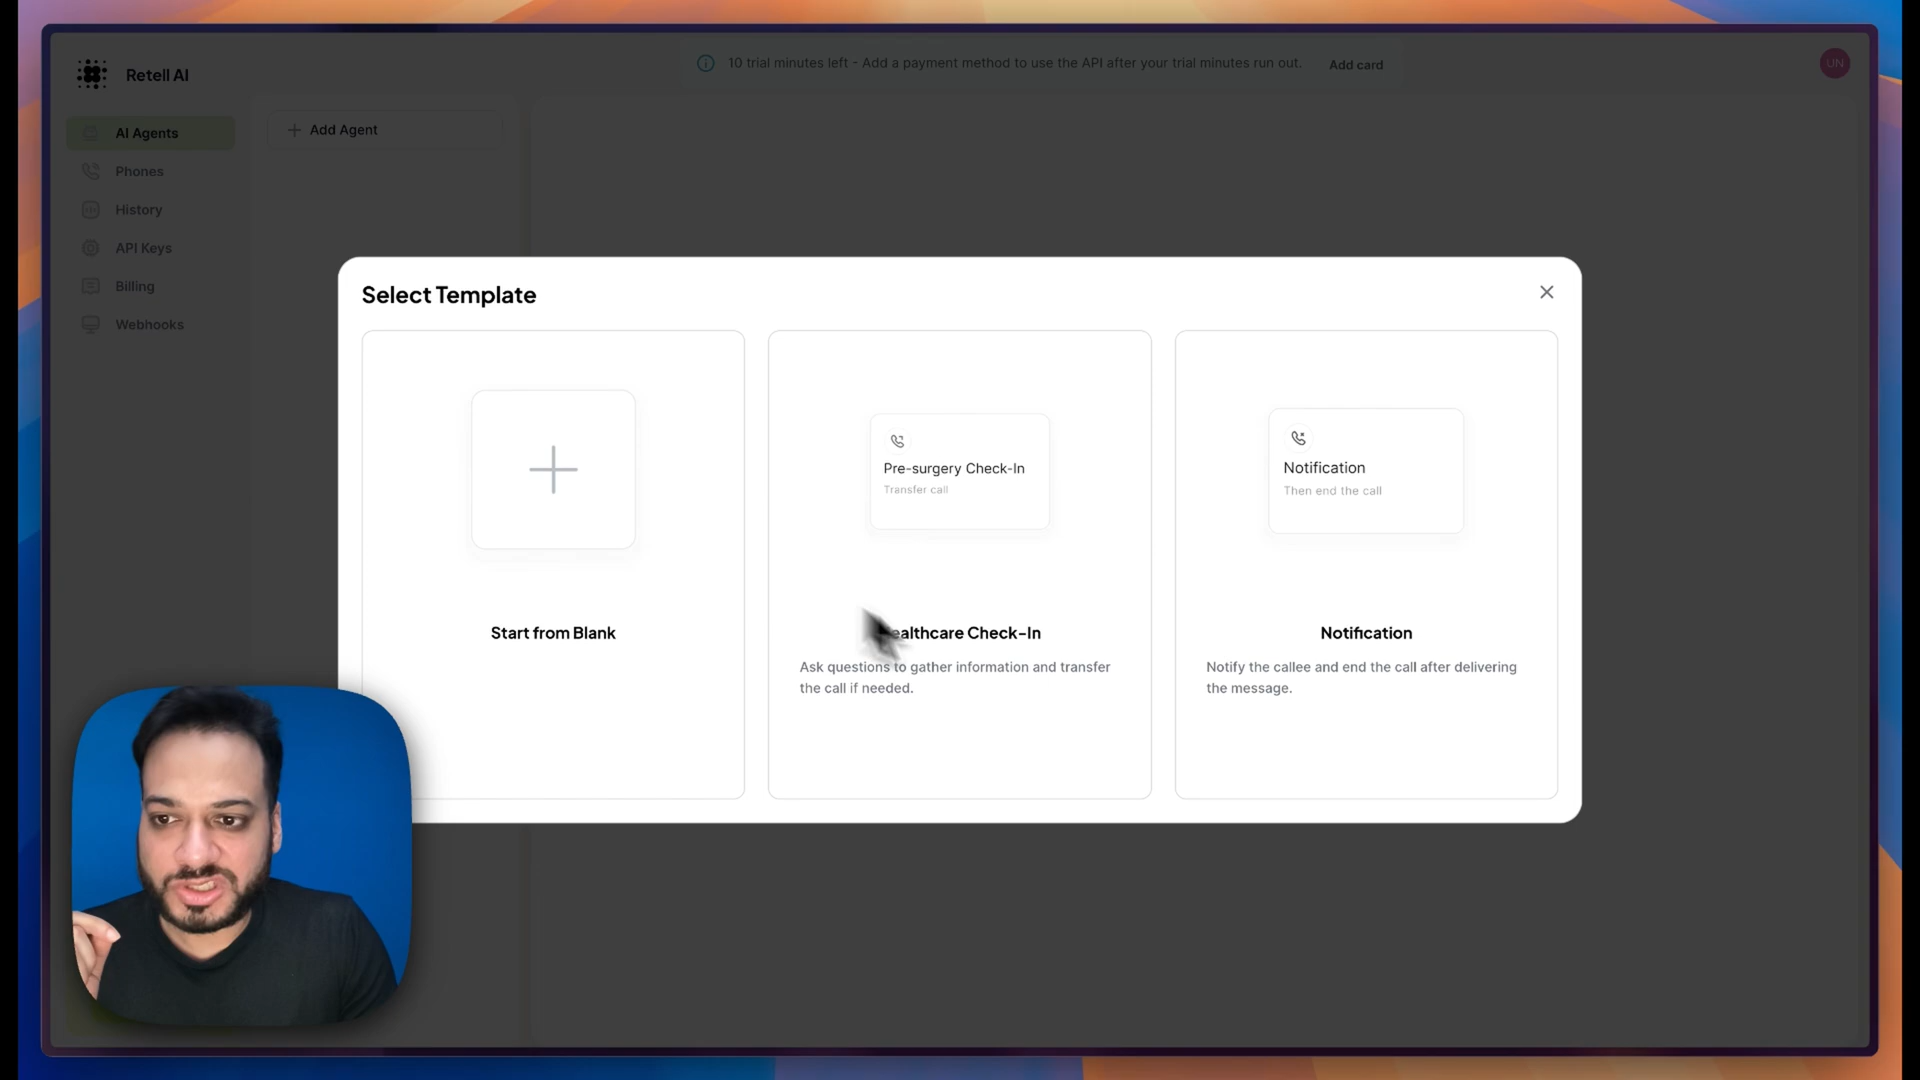 Retell AI
10 trial minutes left - Add a payment method to use the API after your trial minutes run out.
Add card
UN
AI Agents
Phones
History
API Keys
Billing
Webhooks
Add Agent
Select Template
Start from Blank
Pre-surgery Check-In
Transfer call
Check-In
Ask questions to gather information and transfer
the call if needed.
Notification
Then end the call
Notification
Notify the callee and end the call after delivering
the message.